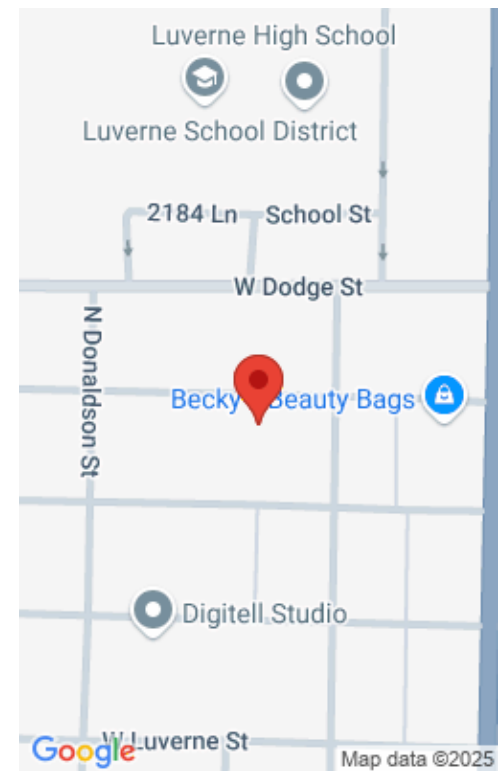 Luverne High School
Luverne School District
2184 Ln
School St
W Dodge St
N Donaldson St
Becky Beauty Bags
Digitell Studio
W Luverne St
Google
Map data ©2025